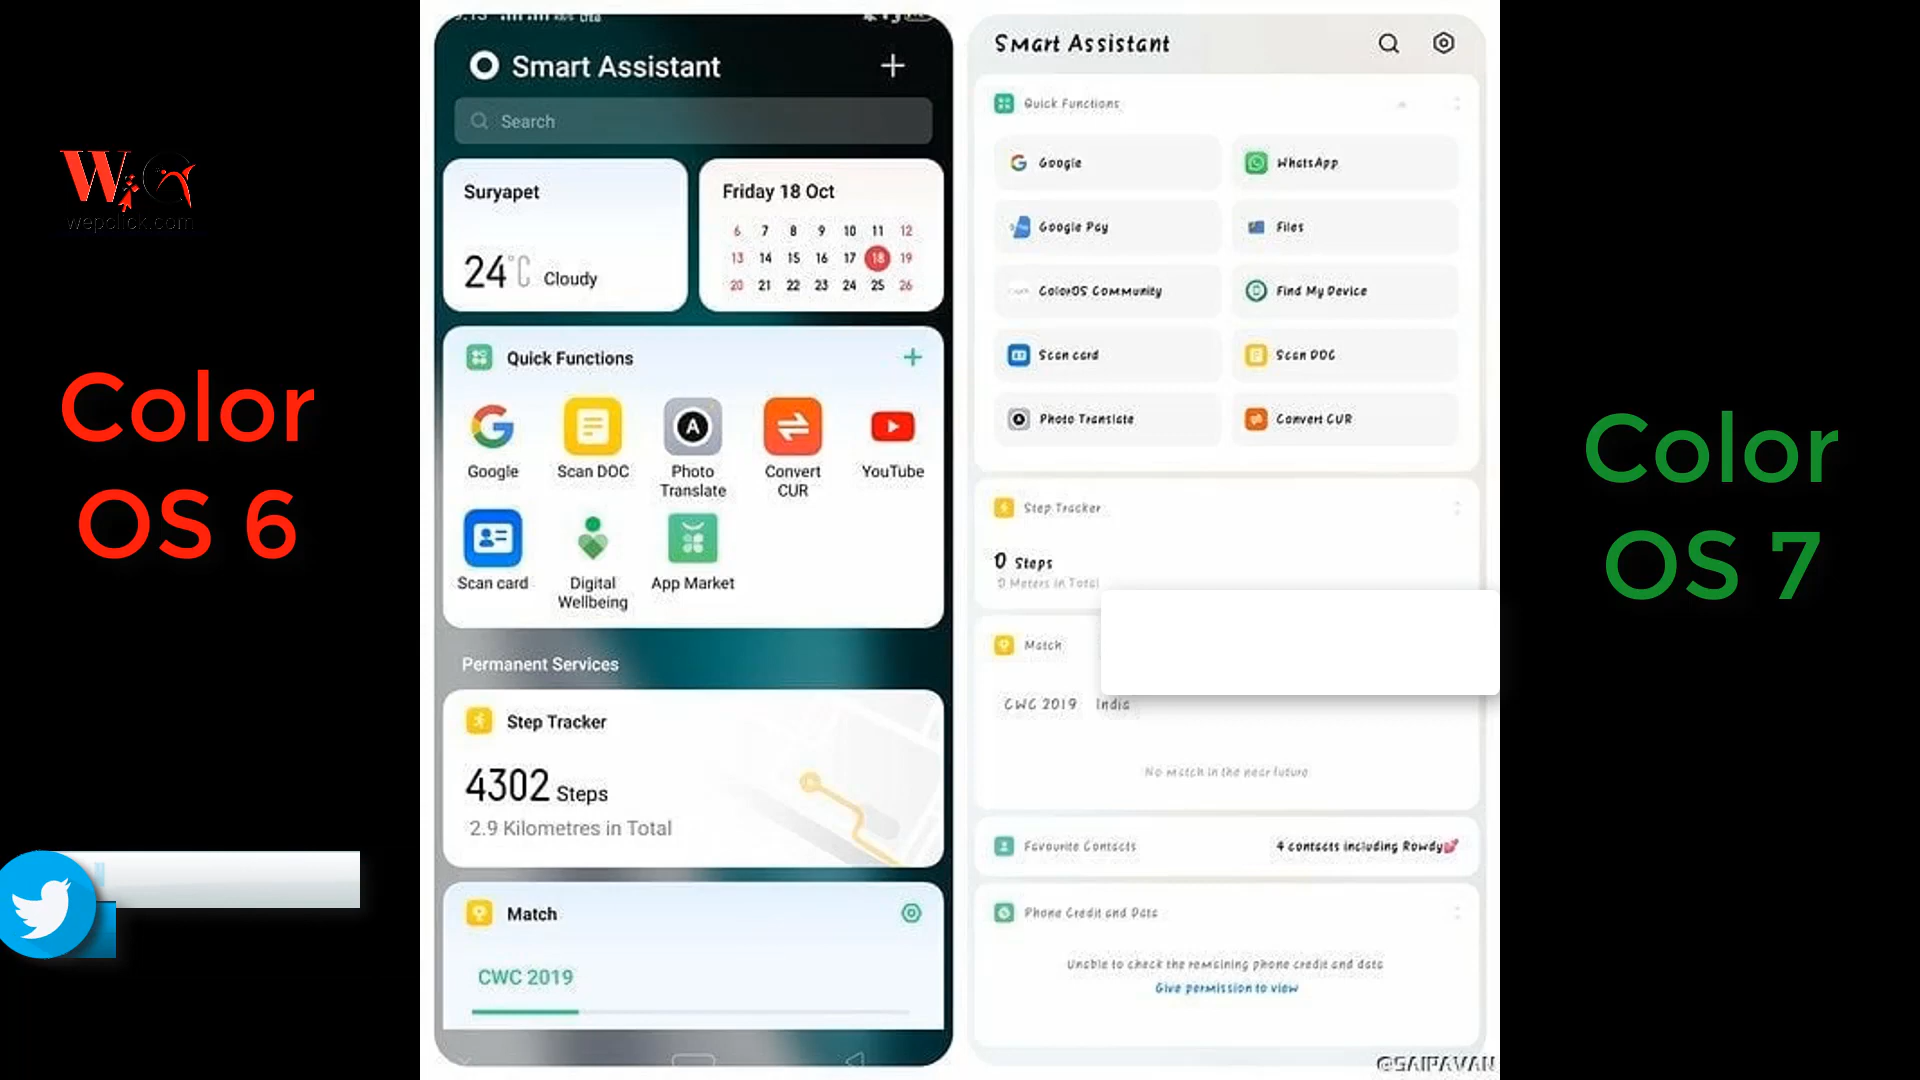 wepclick.com
Color
OS 6
Smart Assistant
Search
Suryapet
24°C Cloudy
Friday 18 Oct
6 7 8 9 10 11 12
13 14 15 16 17 18 19
20 21 22 23 24 25 26
Quick Functions
Google
Scan DOC
Photo
Translate
Convert
CUR
YouTube
Scan card
Digital
Wellbeing
App Market
Permanent Services
Step Tracker
4302 Steps
2.9 Kilometres in Total
Match
CWC 2019
Smart Assistant
Quick Functions
Google
WhatsApp
Google Pay
Files
ColorOS Community
Find My Device
Scan card
Scan DOC
Photo Translate
Convert CUR
Step Tracker
0 Steps
0 Meters in Total
Match
CWC 2019 India
No match in the near future
Favourite Contacts
4 contacts including Rowdy💕
Phone Credit and Data
Unable to check the remaining phone credit and data
Give permission to view
@SAIPAVAN
Color
OS 7